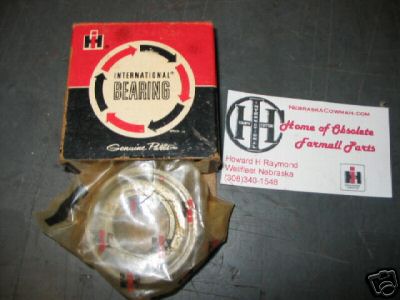 IH
INTERNATIONAL®
BEARING
Genuine Parts
NEBRASKACOWMAN.COM
Home of Obsolete
Farmall Parts
Howard H Raymond
Wellfleet Nebraska
(308)340-1548
IH